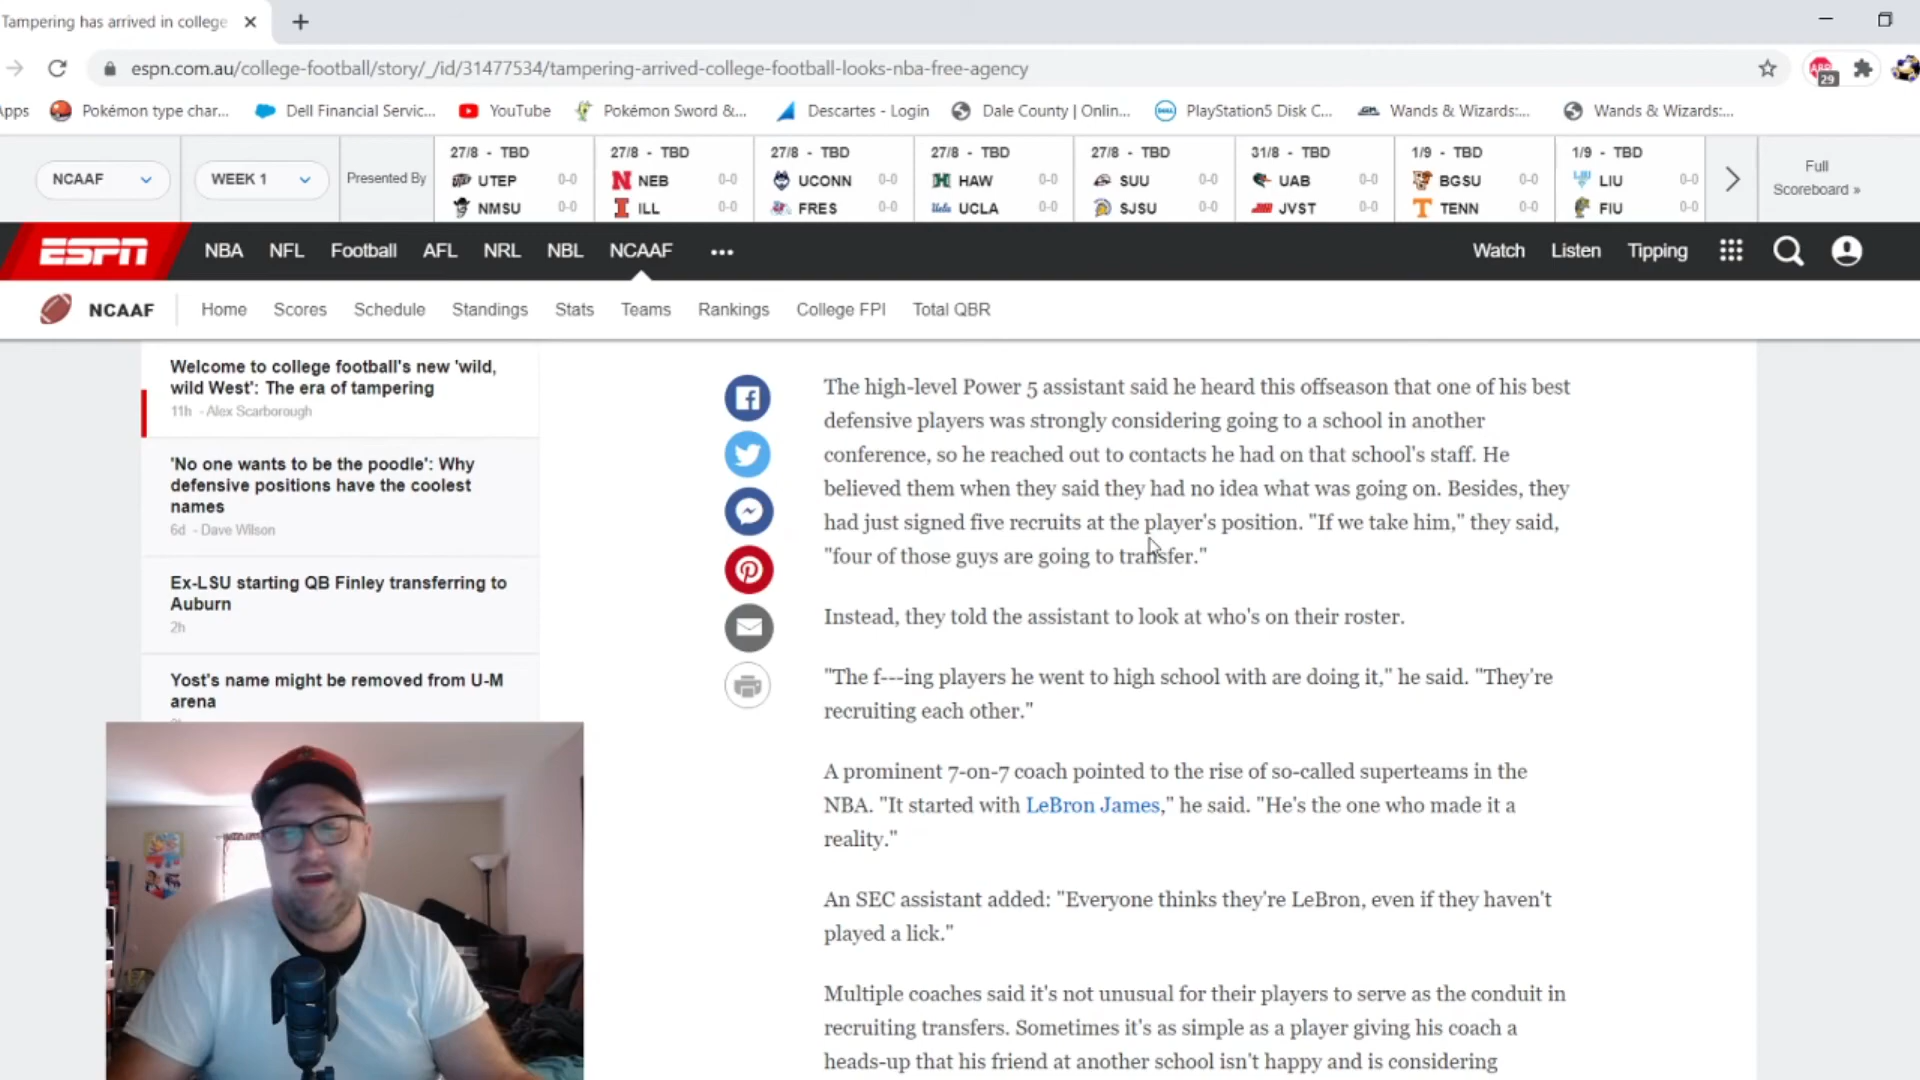 Tampering has arrived in college
espn.com.au/college-football/story/_/id/31477534/tampering-arrived-college-football-looks-nba-free-agency
ABP
29
Apps
Pokémon type char...
Dell Financial Servic...
YouTube
Pokémon Sword &...
Descartes - Login
Dale County | Onlin...
PlayStation5 Disk C...
Wands & Wizards:...
Wands & Wizards:...
NCAAF
WEEK 1
Presented By
27/8 - TBD
UTEP 0-0
NMSU 0-0
27/8 - TBD
NEB 0-0
ILL 0-0
27/8 - TBD
UCONN 0-0
FRES 0-0
27/8 - TBD
HAW 0-0
UCLA 0-0
27/8 - TBD
SUU 0-0
SJSU 0-0
31/8 - TBD
UAB 0-0
JVST 0-0
1/9 - TBD
BGSU 0-0
TENN 0-0
1/9 - TBD
LIU 0-0
FIU 0-0
Full
Scoreboard »
ESPN
NBA NFL Football AFL NRL NBL NCAAF
Watch Listen Tipping
NCAAF
Home Scores Schedule Standings Stats Teams Rankings College FPI Total QBR
Welcome to college football's new 'wild,
wild West': The era of tampering
11h - Alex Scarborough
'No one wants to be the poodle': Why
defensive positions have the coolest
names
6d - Dave Wilson
Ex-LSU starting QB Finley transferring to
Auburn
2h
Yost's name might be removed from U-M
arena
The high-level Power 5 assistant said he heard this offseason that one of his best
defensive players was strongly considering going to a school in another
conference, so he reached out to contacts he had on that school's staff. He
believed them when they said they had no idea what was going on. Besides, they
had just signed five recruits at the player's position. "If we take him," they said,
"four of those guys are going to transfer."
Instead, they told the assistant to look at who's on their roster.
"The f---ing players he went to high school with are doing it," he said. "They're
recruiting each other."
A prominent 7-on-7 coach pointed to the rise of so-called superteams in the
NBA. "It started with LeBron James," he said. "He's the one who made it a
reality."
An SEC assistant added: "Everyone thinks they're LeBron, even if they haven't
played a lick."
Multiple coaches said it's not unusual for their players to serve as the conduit in
recruiting transfers. Sometimes it's as simple as a player giving his coach a
heads-up that his friend at another school isn't happy and is considering